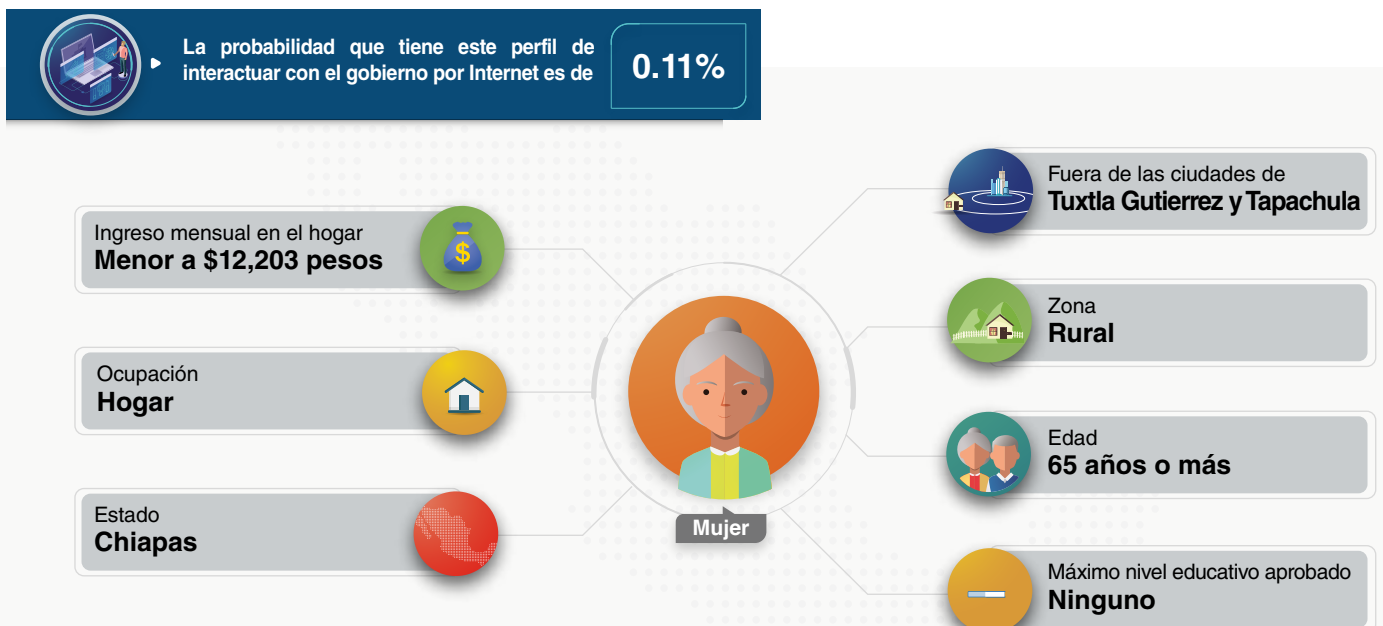 La probabilidad que tiene este perfil de
interactuar con el gobierno por Internet es de
0.11%
Ingreso mensual en el hogar
Menor a $12,203 pesos
$
Ocupación
Hogar
Estado
Chiapas
Mujer
Fuera de las ciudades de
Tuxtla Gutierrez y Tapachula
Zona
Rural
Edad
65 años o más
Máximo nivel educativo aprobado
Ninguno